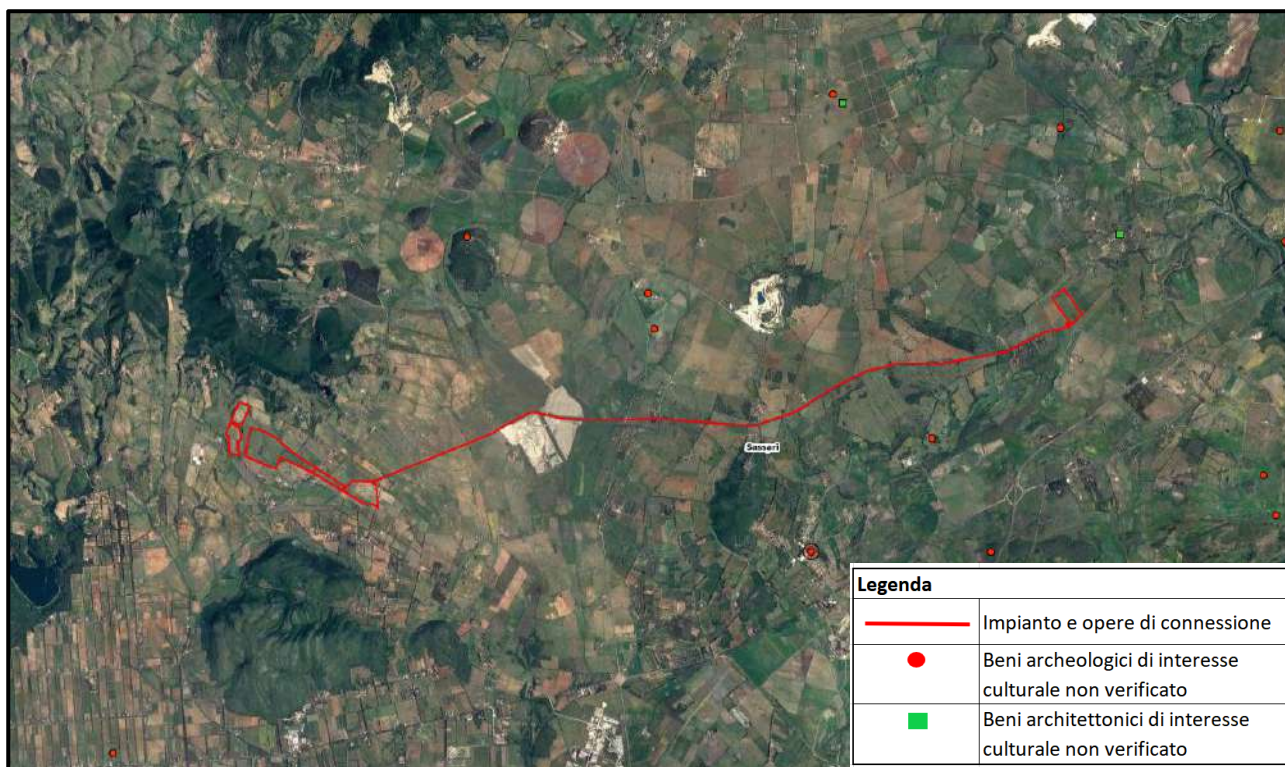 Sassari
Legenda
Impianto e opere di connessione
Beni archeologici di interesse
culturale non verificato
Beni architettonici di interesse
culturale non verificato